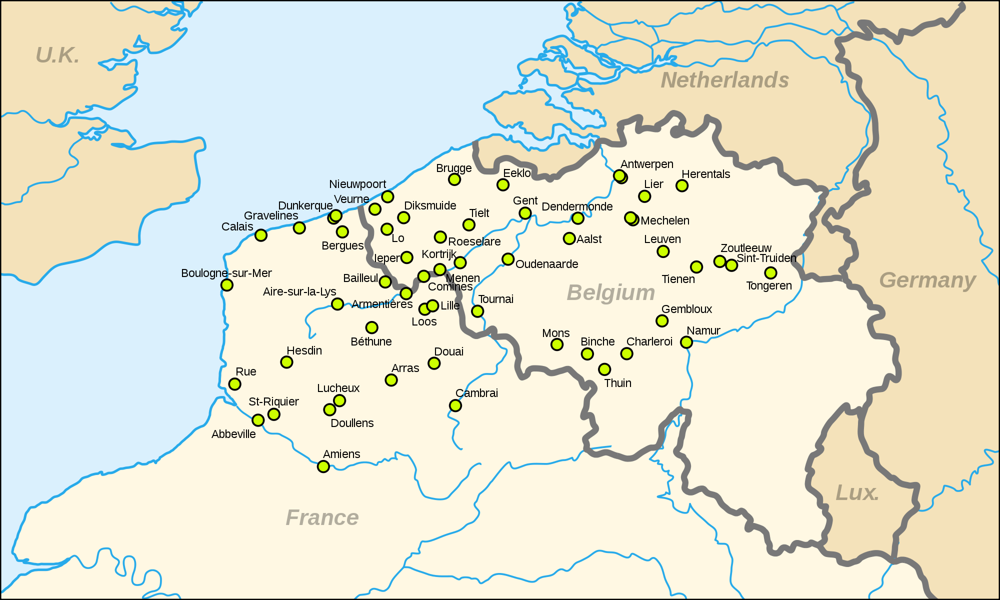 U.K.
Netherlands
Antwerpen
Brugge
Eeklo
Herentals
Nieuwpoort
Lier
Veurne
Gent
Dunkerque
Diksmuide
Dendermonde
Tielt
Gravelines
Mechelen
Calais
Lo
Aalst
Leuven
Roeselare
Bergues
Zoutleeuw
Kortrijk
Ieper
Sint-Truiden
Oudenaarde
Boulogne-sur-Mer
Bailleul
Menen
Tienen
Germany
Comines
Tongeren
Aire-sur-la-Lys
Belgium
Tournai
Armentières
Lille
Gembloux
Loos
Namur
Mons
Béthune
Binche
Charleroi
Hesdin
Douai
Arras
Rue
Thuin
Lucheux
Cambrai
St-Riquier
Doullens
Abbeville
Amiens
Lux.
France